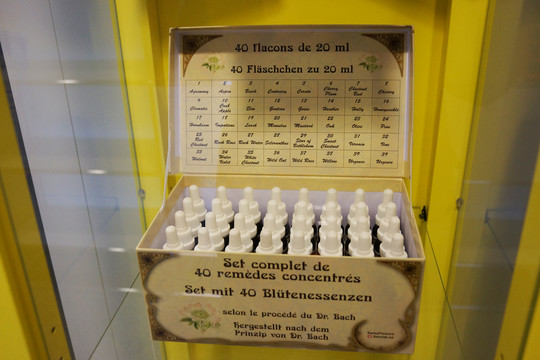 40 flacons de 20 ml
40 Fläschchen zu 20 ml
1 2 3 4 5 6 7 8
Agrimony Aspen Beech Centaury Cerato Cherry Plum Chestnut Bud Chicory
9 10 11 12 13 14 15 16
Clematis Crab Apple Elm Gentian Gorse Heather Holly Honeysuckle
17 18 19 20 21 22 23 24
Hornbeam Impatiens Larch Mimulus Mustard Oak Olive Pine
25 26 27 28 29 30 31 32
Red Chestnut Rock Rose Rock Water Scleranthus Star of Bethlehem Sweet Chestnut Vervain Vine
33 34 35 36 37 38 39 39
Walnut Water Violet White Chestnut Wild Oat Wild Rose Willow Urgence Urgence
Set complet de
40 remèdes concentrés
Set mit 40 Blütenessenzen
selon le procédé du Dr. Bach
Hergestellt nach dem
Prinzip von Dr. Bach